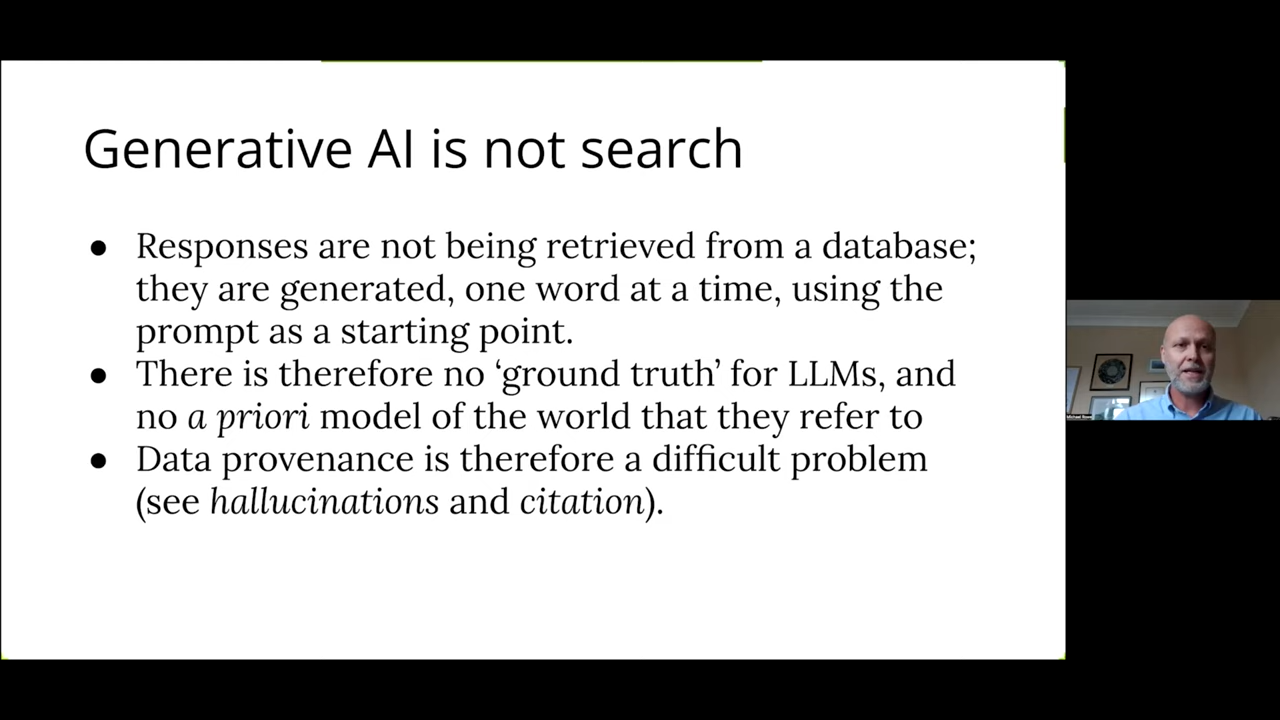 Generative AI is not search
● Responses are not being retrieved from a database;
they are generated, one word at a time, using the
prompt as a starting point.
● There is therefore no ‘ground truth’ for LLMs, and
no a priori model of the world that they refer to
● Data provenance is therefore a difficult problem
(see hallucinations and citation).
Michael Rowe